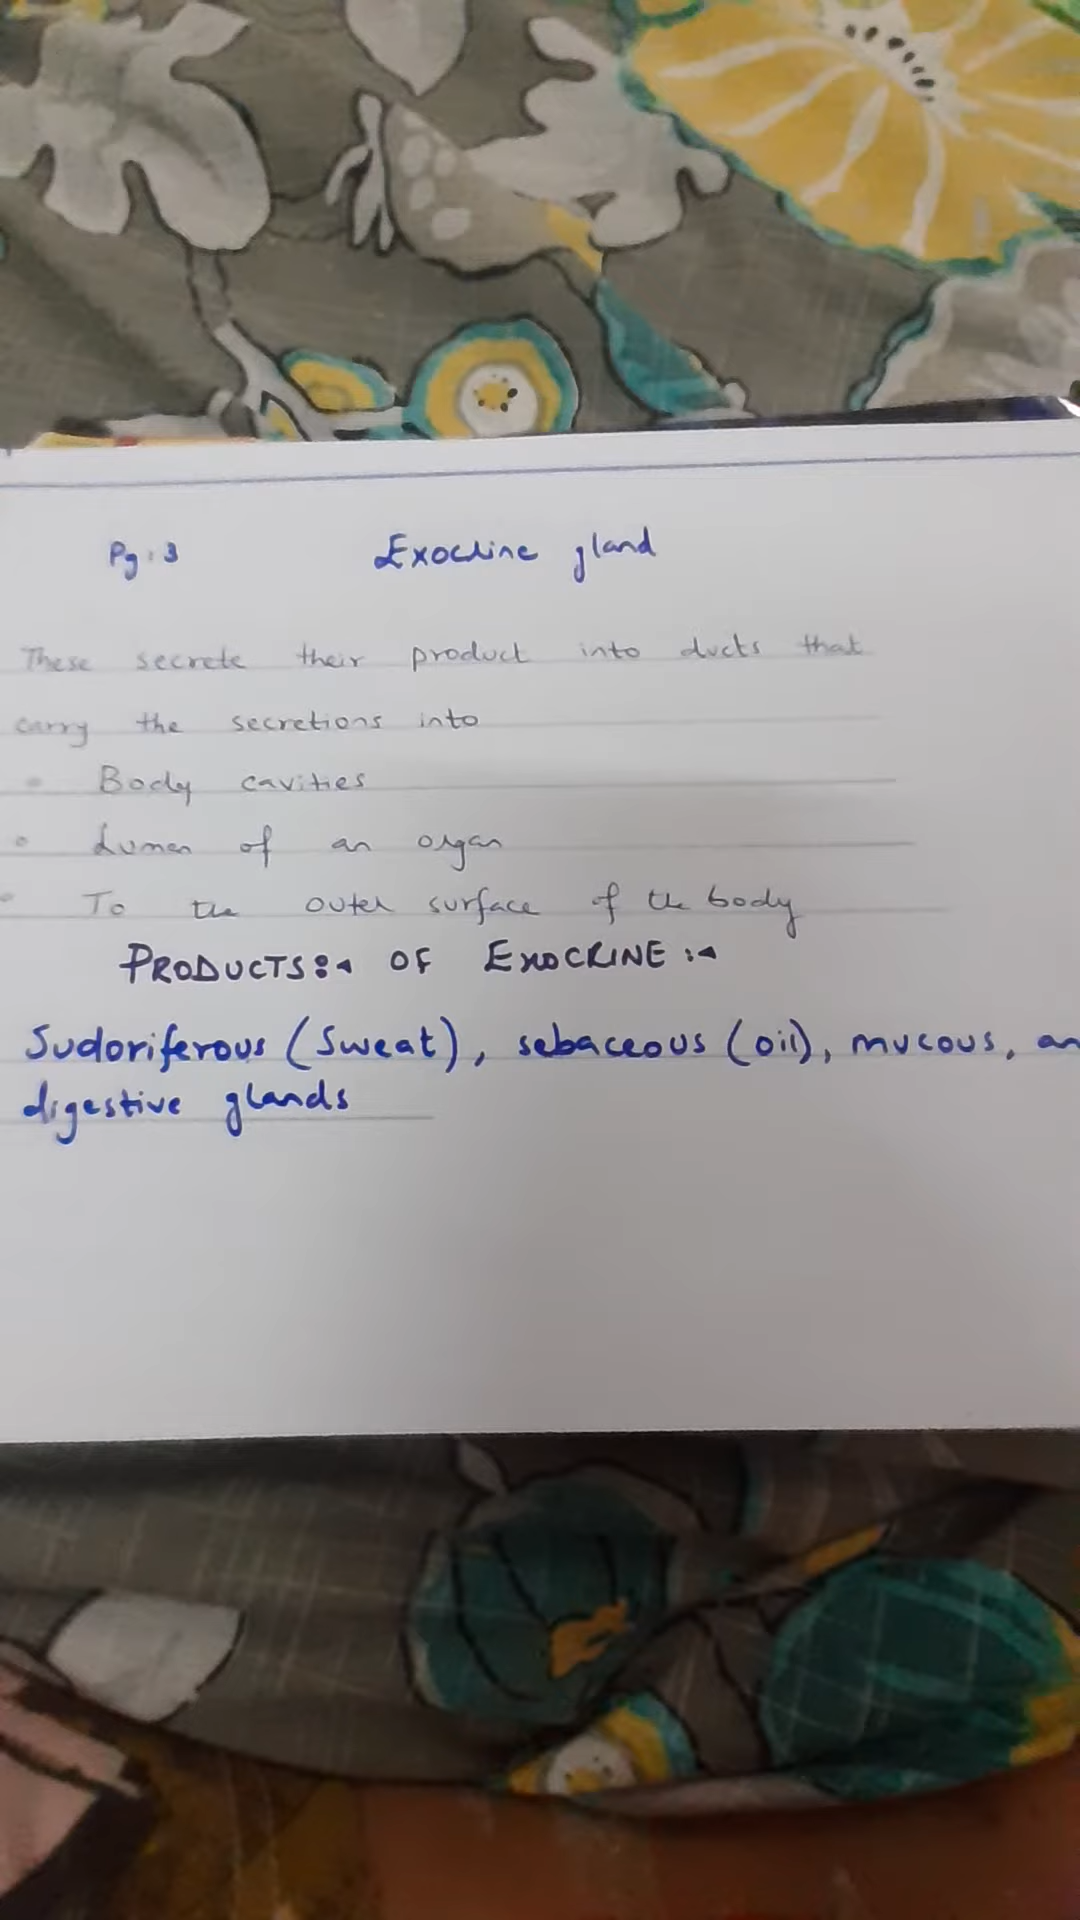 Pg: 3 Exocrine gland
These secrete their product into ducts that
carry the secretions into
• Body cavities
• Lumen of an organ
• To the outer surface of the body
PRODUCTS:- OF EXOCRINE :-
Sudoriferous (Sweat), sebaceous (oil), mucous, an
digestive glands